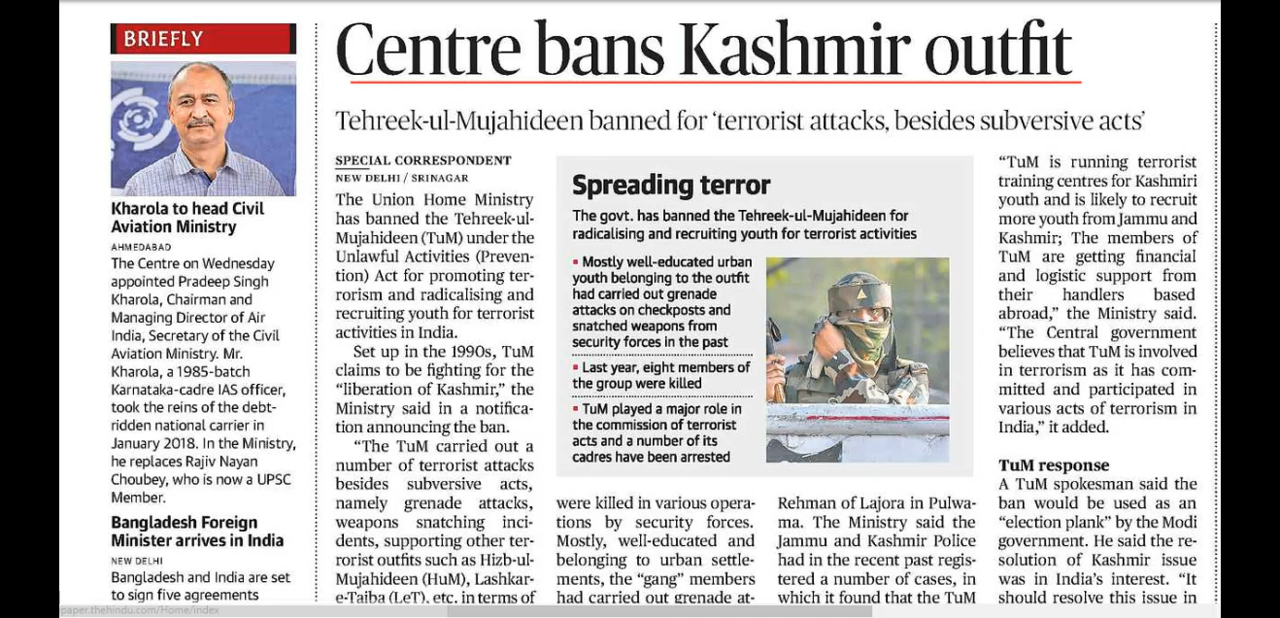 BRIEFLY
Kharola to head Civil
Aviation Ministry
AHMEDABAD
The Centre on Wednesday
appointed Pradeep Singh
Kharola, Chairman and
Managing Director of Air
India, Secretary of the Civil
Aviation Ministry. Mr.
Kharola, a 1985-batch
Karnataka-cadre IAS officer,
took the reins of the debt-
ridden national carrier in
January 2018. In the Ministry,
he replaces Rajiv Nayan
Choubey, who is now a UPSC
Member.
Bangladesh Foreign
Minister arrives in India
NEW DELHI
Bangladesh and India are set
to sign five agreements
Centre bans Kashmir outfit
Tehreek-ul-Mujahideen banned for ‘terrorist attacks, besides subversive acts’
SPECIAL CORRESPONDENT
NEW DELHI / SRINAGAR
The Union Home Ministry
has banned the Tehreek-ul-
Mujahideen (TuM) under the
Unlawful Activities (Preven-
tion) Act for promoting ter-
rorism and radicalising and
recruiting youth for terrorist
activities in India.
Set up in the 1990s, TuM
claims to be fighting for the
“liberation of Kashmir,” the
Ministry said in a notifica-
tion announcing the ban.
“The TuM carried out a
number of terrorist attacks
besides subversive acts,
namely grenade attacks,
weapons snatching inci-
dents, supporting other ter-
rorist outfits such as Hizb-ul-
Mujahideen (HuM), Lashkar-
e-Taiba (LeT), etc. in terms of
Spreading terror
The govt. has banned the Tehreek-ul-Mujahideen for
radicalising and recruiting youth for terrorist activities
▪ Mostly well-educated urban
youth belonging to the outfit
had carried out grenade
attacks on checkposts and
snatched weapons from
security forces in the past
▪ Last year, eight members of
the group were killed
▪ TuM played a major role in
the commission of terrorist
acts and a number of its
cadres have been arrested
were killed in various opera-
tions by security forces.
Mostly, well-educated and
belonging to urban settle-
ments, the “gang” members
had carried out grenade at-
Rehman of Lajora in Pulwa-
ma. The Ministry said the
Jammu and Kashmir Police
had in the recent past regis-
tered a number of cases, in
which it found that the TuM
“TuM is running terrorist
training centres for Kashmiri
youth and is likely to recruit
more youth from Jammu and
Kashmir; The members of
TuM are getting financial
and logistic support from
their handlers based
abroad,” the Ministry said.
“The Central government
believes that TuM is involved
in terrorism as it has com-
mitted and participated in
various acts of terrorism in
India,” it added.
TuM response
A TuM spokesman said the
ban would be used as an
“election plank” by the Modi
government. He said the re-
solution of Kashmir issue
was in India’s interest. “It
should resolve this issue in
paper.thehindu.com/Home/index